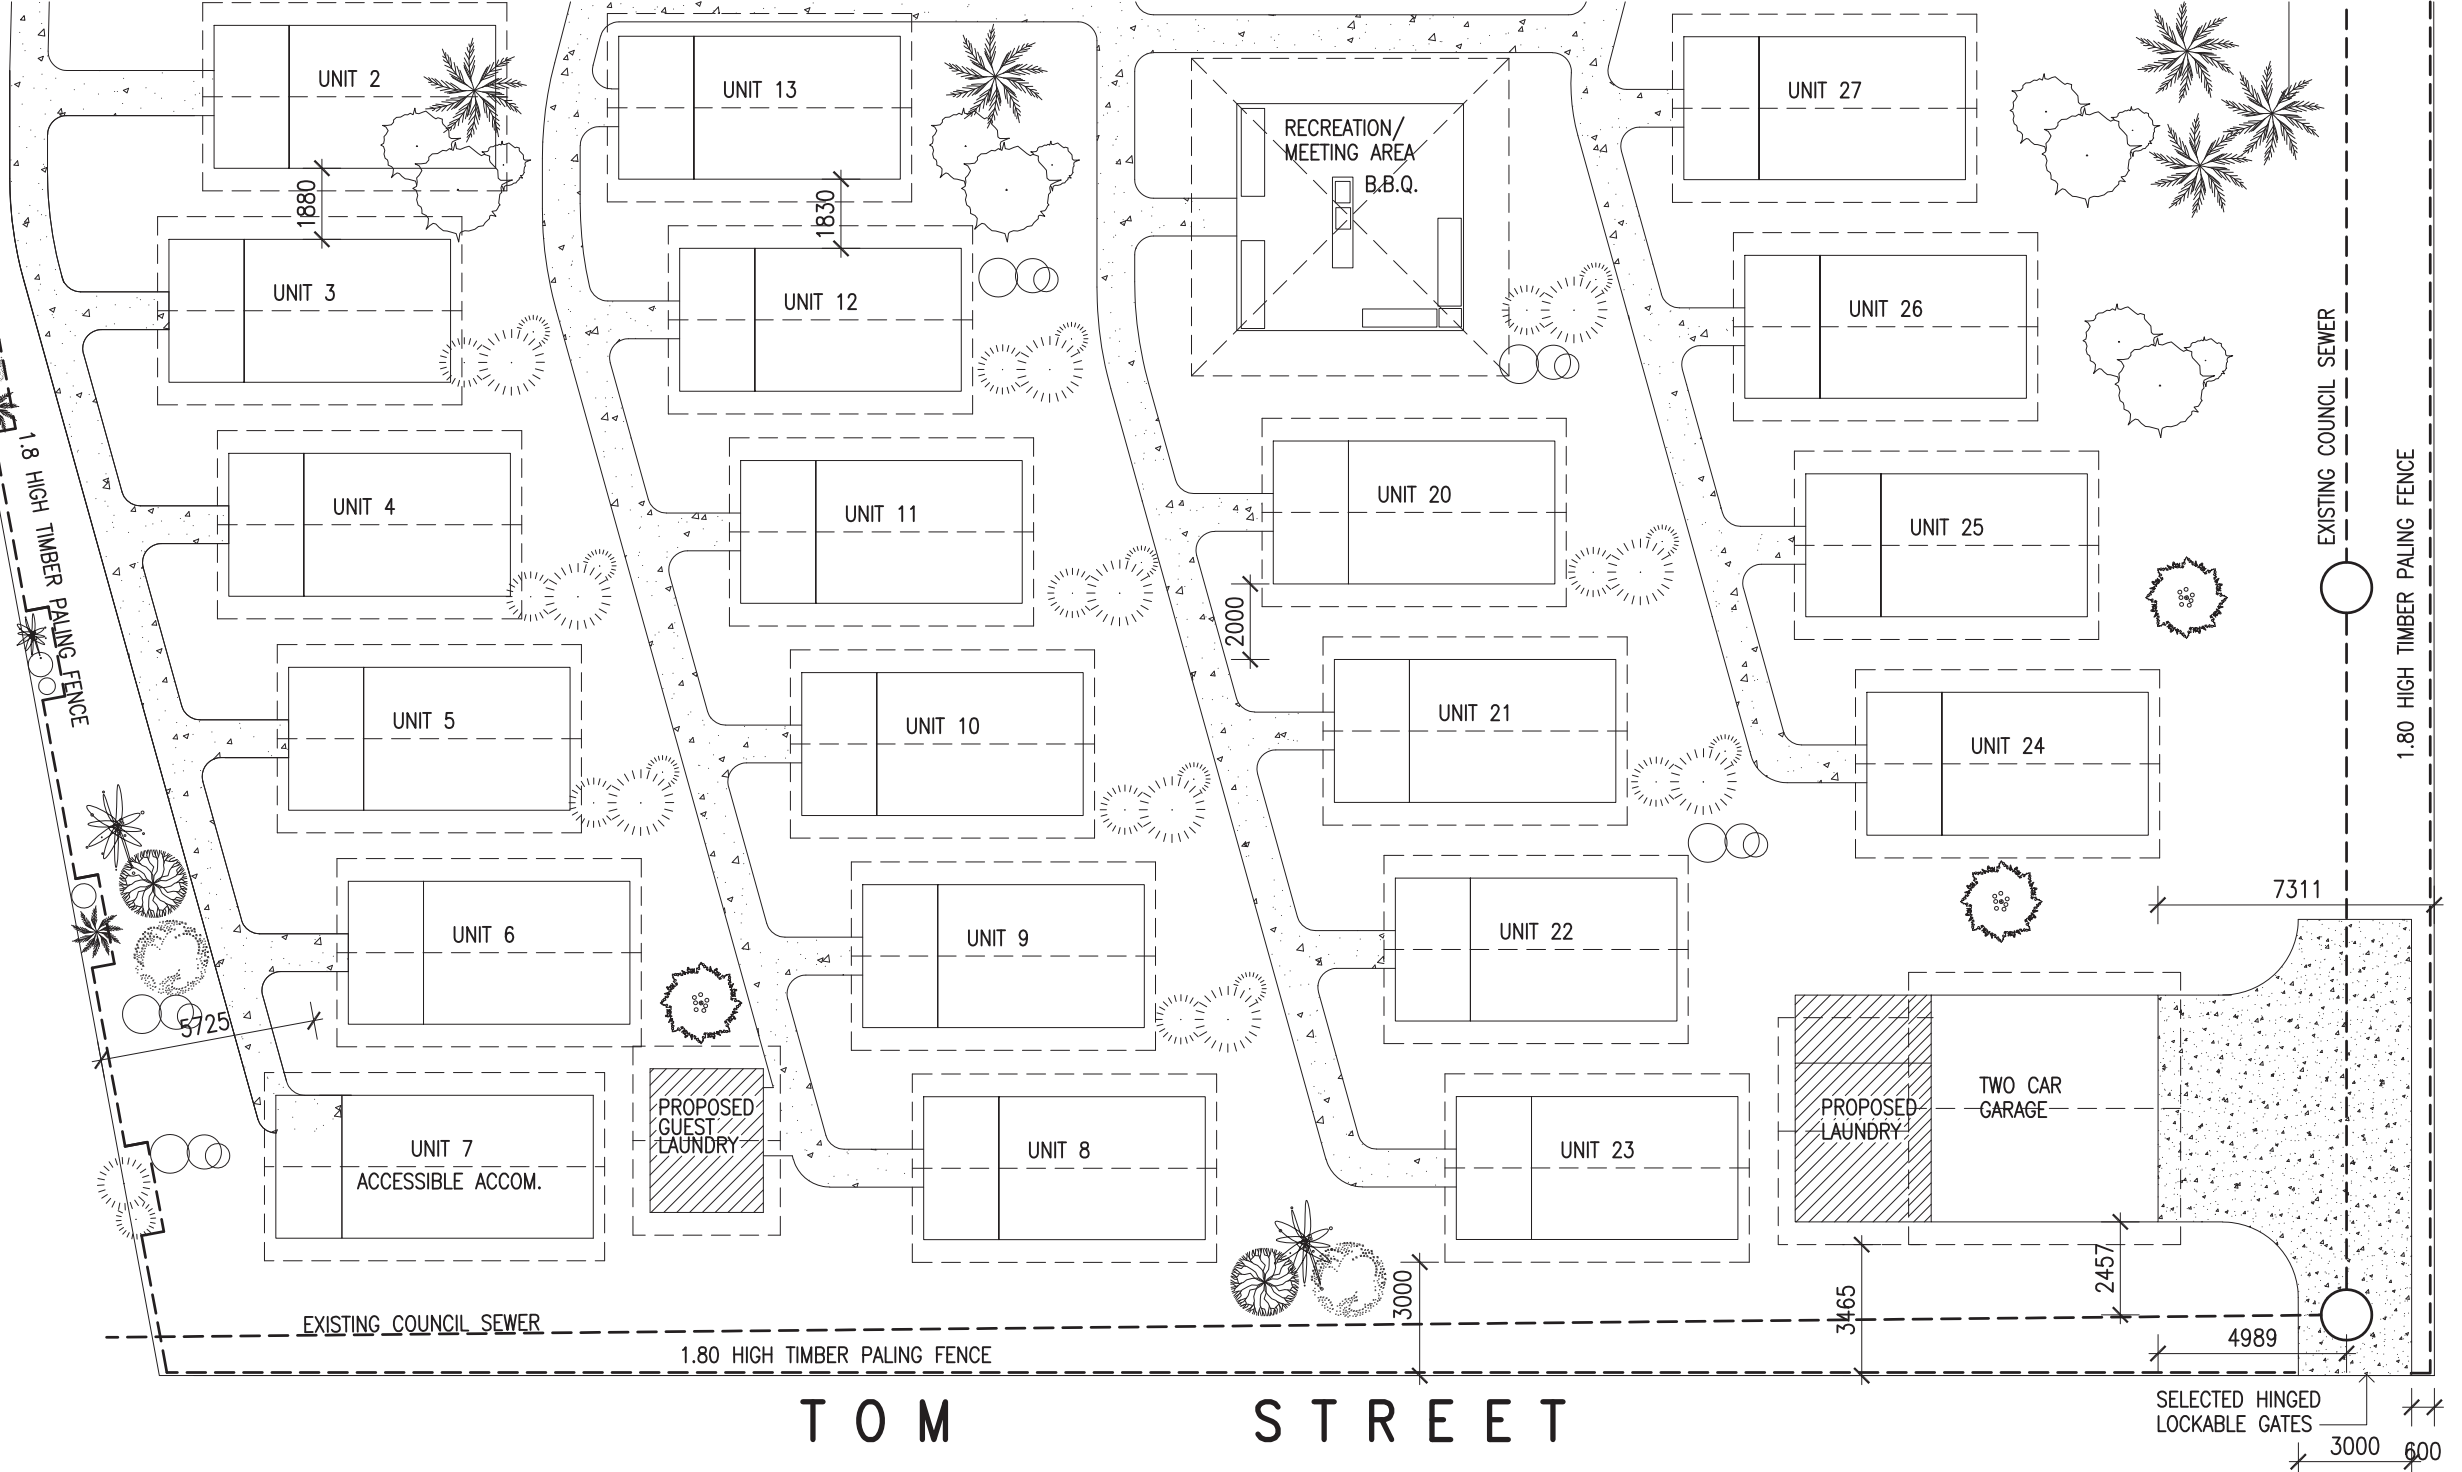 UNIT 2
UNIT 13
UNIT 27
RECREATION/
MEETING AREA
B.B.Q.
1880
1830
UNIT 3
UNIT 12
UNIT 26
EXISTING COUNCIL SEWER
1.80 HIGH TIMBER PALING FENCE
1.8 HIGH TIMBER PALING FENCE
UNIT 4
UNIT 11
UNIT 20
UNIT 25
2000
UNIT 5
UNIT 10
UNIT 21
UNIT 24
7311
UNIT 6
UNIT 9
UNIT 22
5725
PROPOSED
GUEST
LAUNDRY
PROPOSED
LAUNDRY
TWO CAR
GARAGE
UNIT 7
ACCESSIBLE ACCOM.
UNIT 8
UNIT 23
3000
3465
2457
4989
EXISTING COUNCIL SEWER
1.80 HIGH TIMBER PALING FENCE
TOM STREET
SELECTED HINGED
LOCKABLE GATES
3000
600